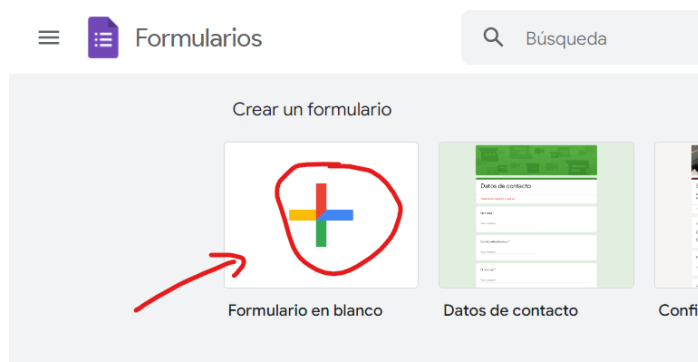 Formularios
Búsqueda
Crear un formulario
Datos de contacto
Formulario en blanco
Datos de contacto
Confi